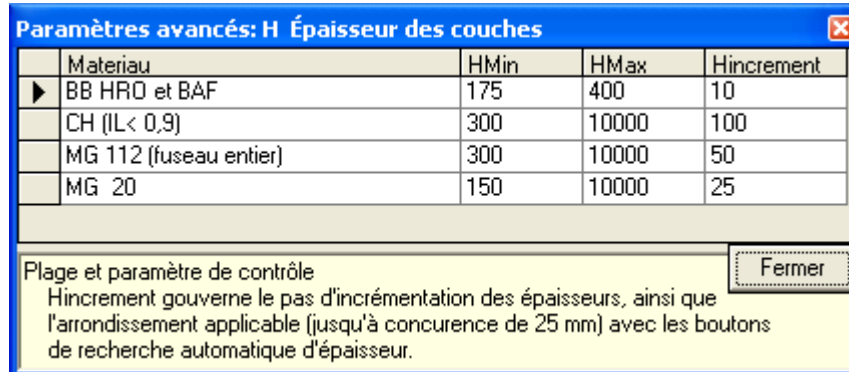 Paramètres avancés: H Épaisseur des couches
Materiau HMin HMax Hincrement
BB HRO et BAF 175 400 10
CH (IL< 0,9) 300 10000 100
MG 112 (fuseau entier) 300 10000 50
MG 20 150 10000 25
Fermer
Plage et paramètre de contrôle
Hincrement gouverne le pas d'incrémentation des épaisseurs, ainsi que
l'arrondissement applicable (jusqu'à concurence de 25 mm) avec les boutons
de recherche automatique d'épaisseur.